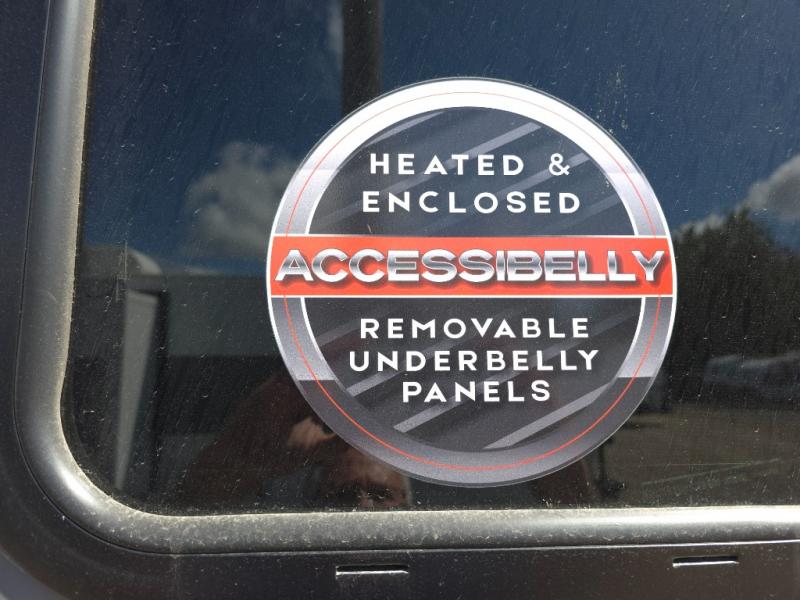 HEATED &
ENCLOSED
ACCESSIBELLY
REMOVABLE
UNDERBELLY
PANELS